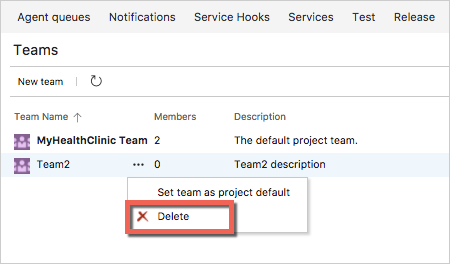 Agent queues Notifications Service Hooks Services Test Release
Teams
New team
Team Name Members Description
MyHealthClinic Team 2 The default project team.
Team2 ... 0 Team2 description
Set team as project default
Delete